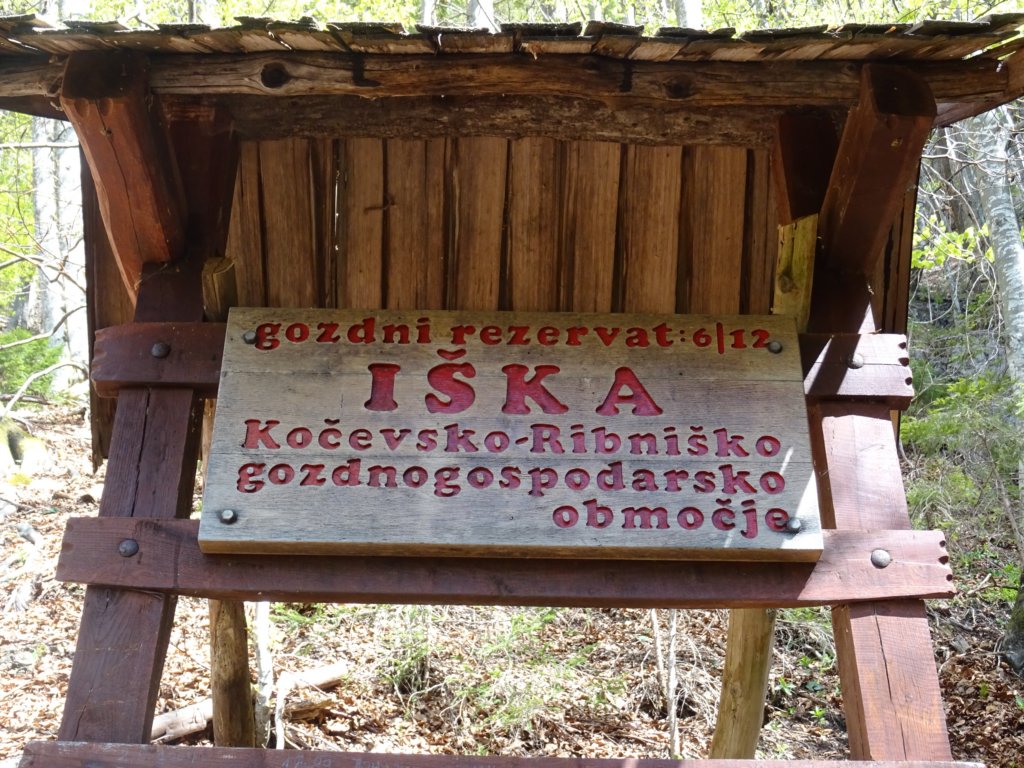 gozdni rezervat:6/12
IŠKA
Kočevsko-Ribniško
gozdnogospodarsko
območje